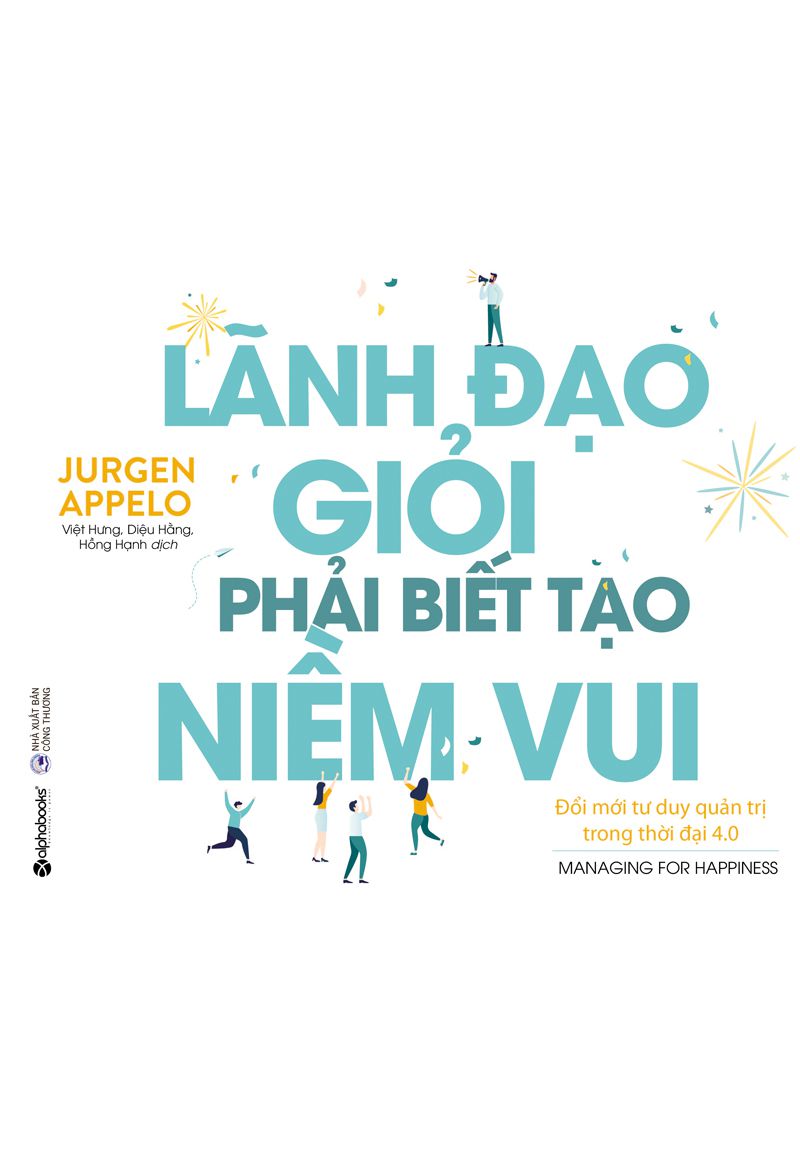 LÃNH ĐẠO
GIỎI
PHẢI BIẾT TẠO
NIỀM VUI
JURGEN
APPELO
Việt Hưng, Diệu Hằng,
Hồng Hạnh dịch
Đổi mới tư duy quản trị
trong thời đại 4.0
MANAGING FOR HAPPINESS
NHÀ XUẤT BẢN
CÔNG THƯƠNG
alphabooks